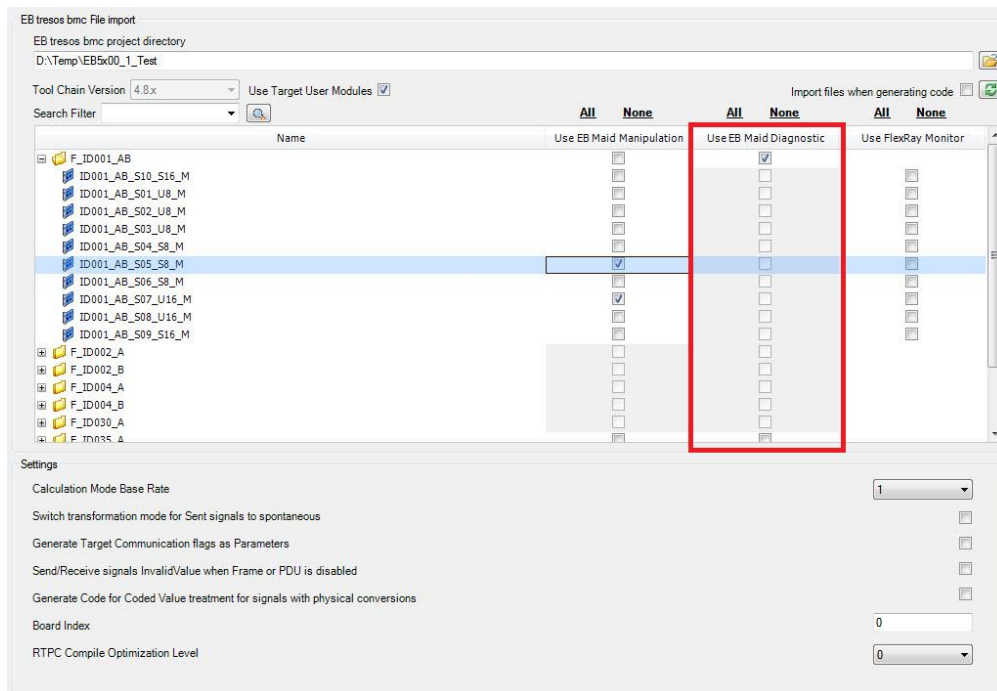 EB tresos bmc File import
EB tresos bmc project directory
D:\Temp\EB5x00_1_Test
Tool Chain Version 4.8.x Use Target User Modules Import files when generating code
Search Filter All None All None All None
Name Use EB Maid Manipulation Use EB Maid Diagnostic Use FlexRay Monitor
F_ID001_AB
ID001_AB_S10_S16_M
ID001_AB_S01_U8_M
ID001_AB_S02_U8_M
ID001_AB_S03_U8_M
ID001_AB_S04_S8_M
ID001_AB_S05_S8_M
ID001_AB_S06_S8_M
ID001_AB_S07_U16_M
ID001_AB_S08_U16_M
ID001_AB_S09_S16_M
F_ID002_A
F_ID002_B
F_ID004_A
F_ID004_B
F_ID030_A
F_ID035_A
Settings
Calculation Mode Base Rate 1
Switch transformation mode for Sent signals to spontaneous
Generate Target Communication flags as Parameters
Send/Receive signals InvalidValue when Frame or PDU is disabled
Generate Code for Coded Value treatment for signals with physical conversions
Board Index 0
RTPC Compile Optimization Level 0